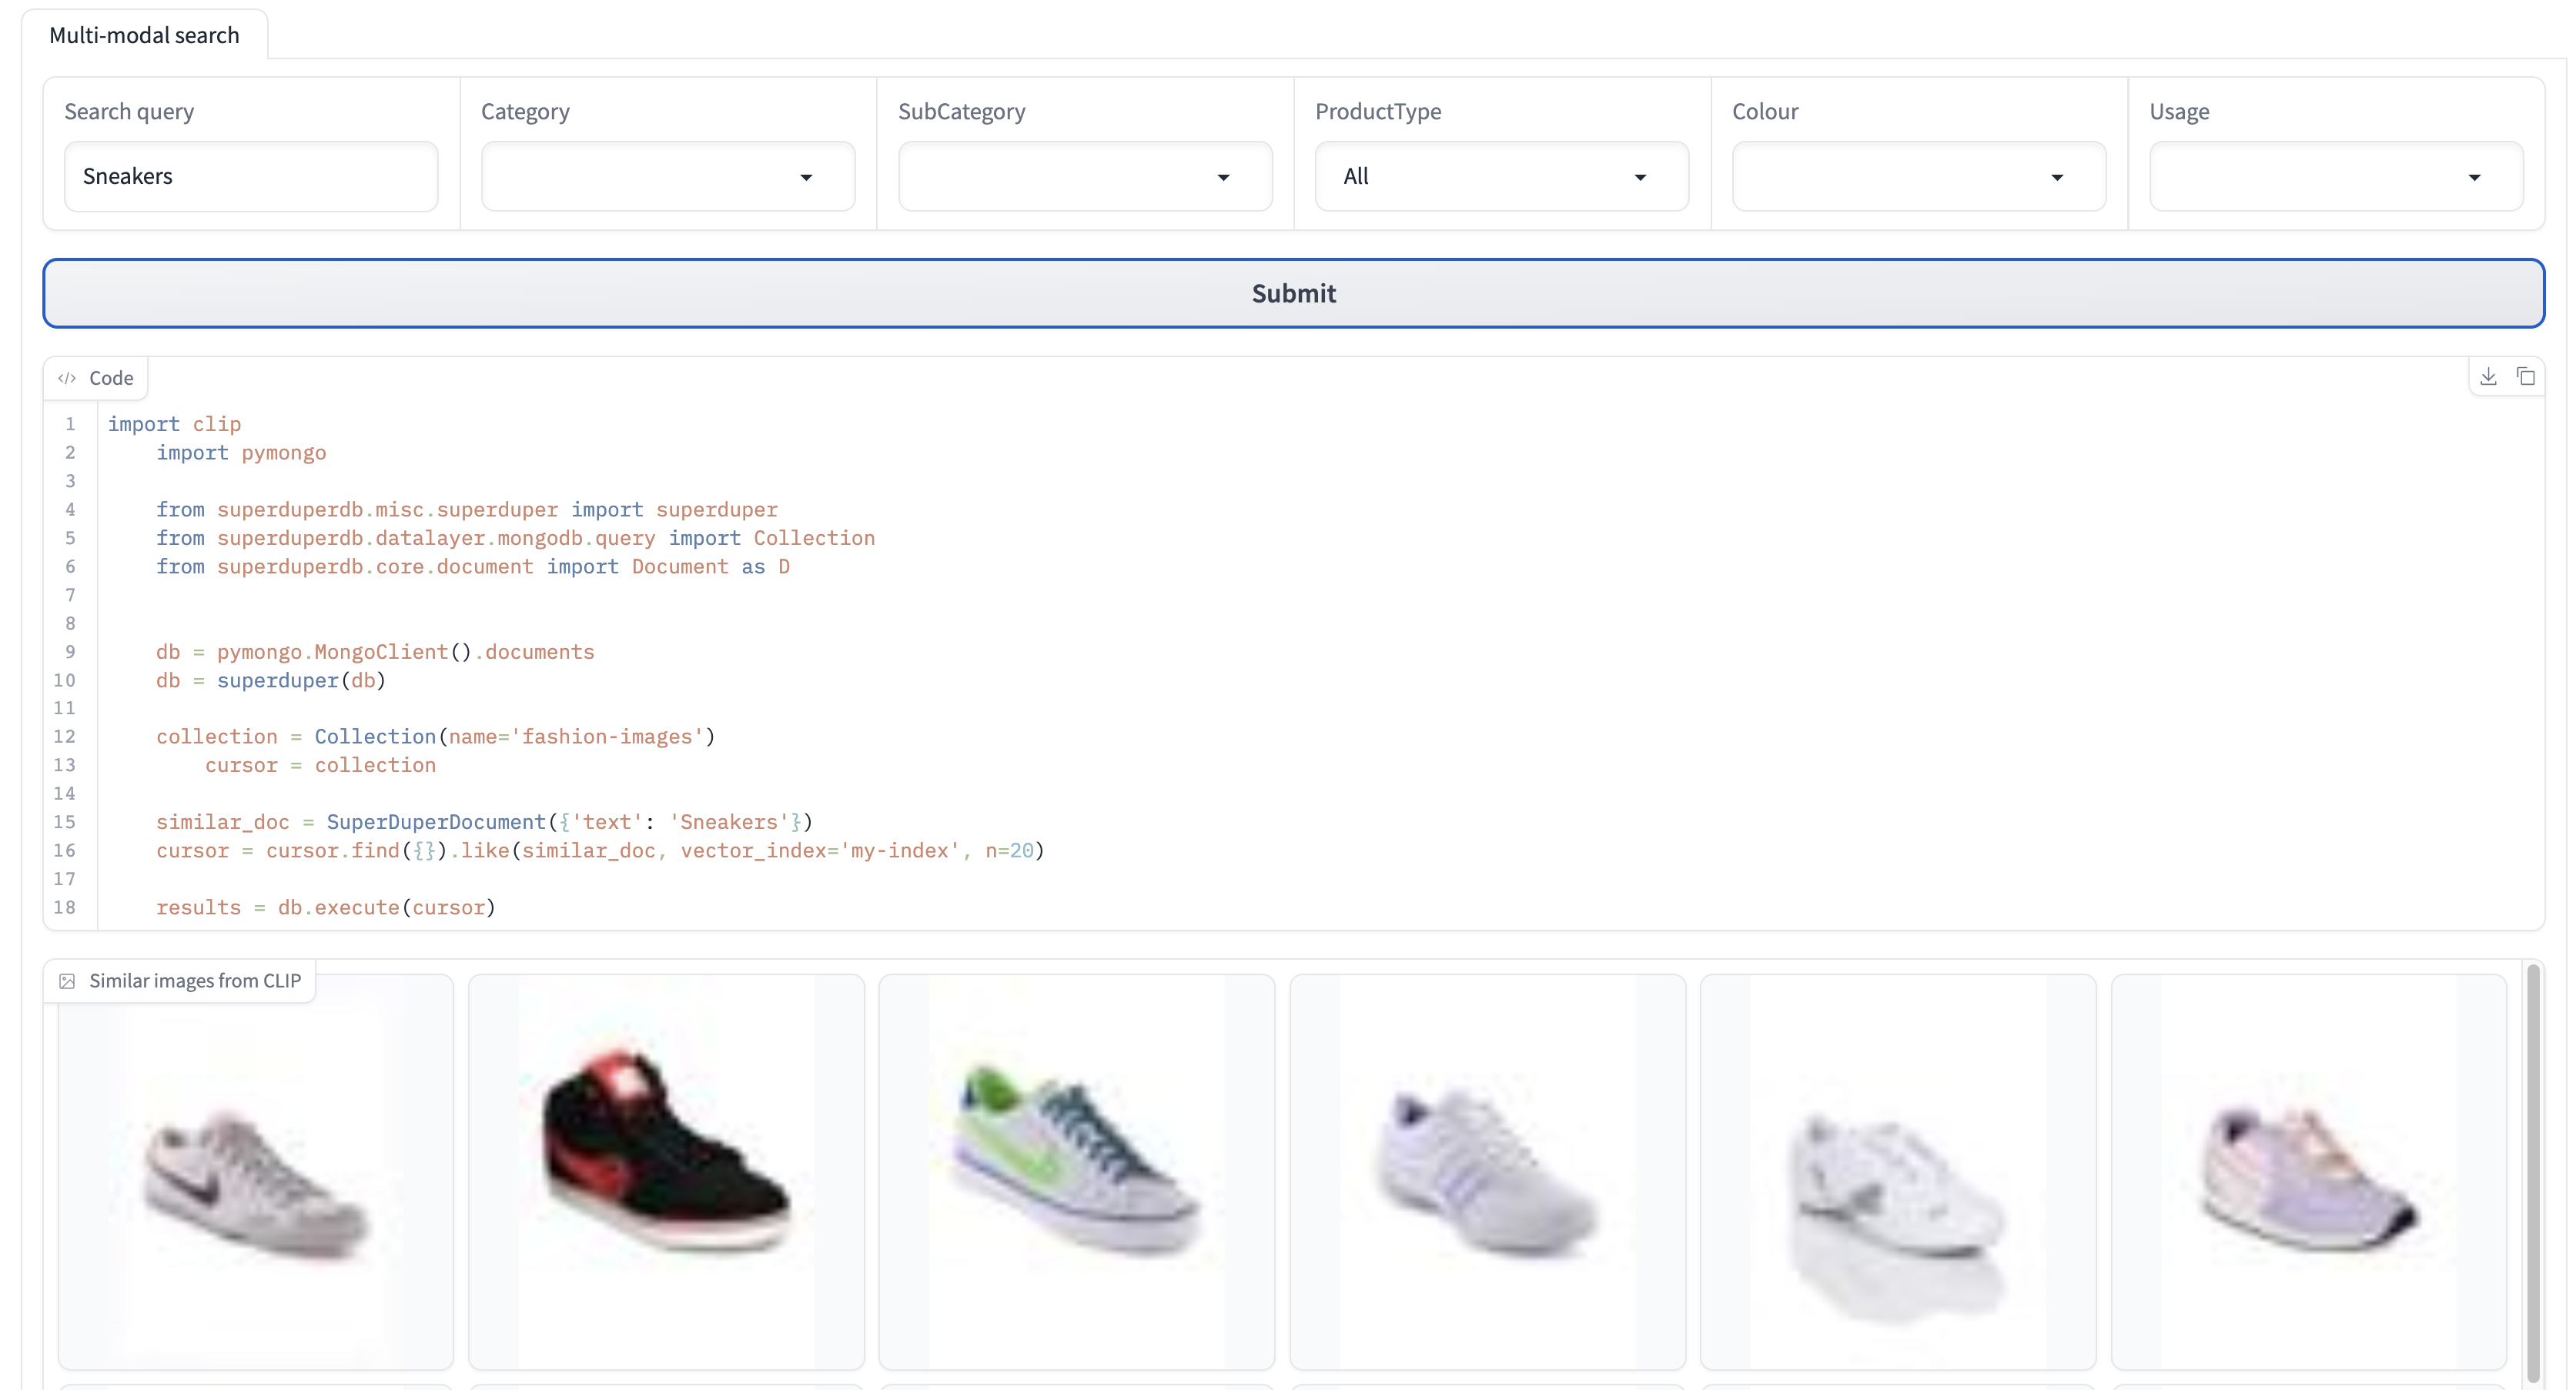 Multi-modal search
Search query
Category
SubCategory
ProductType
Colour
Usage
Sneakers
All
Submit
</> Code
1 import clip
2     import pymongo
3
4     from superduperdb.misc.superduper import superduper
5     from superduperdb.datalayer.mongodb.query import Collection
6     from superduperdb.core.document import Document as D
7
8
9     db = pymongo.MongoClient().documents
10     db = superduper(db)
11
12     collection = Collection(name='fashion-images')
13         cursor = collection
14
15     similar_doc = SuperDuperDocument({'text': 'Sneakers'})
16     cursor = cursor.find({}).like(similar_doc, vector_index='my-index', n=20)
17
18     results = db.execute(cursor)
Similar images from CLIP